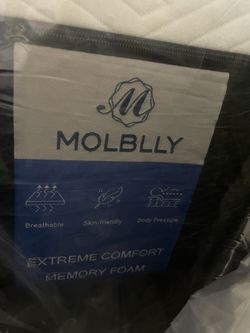 M
MOLBLLY
Breathable Skin-friendly Body Pressure
EXTREME COMFORT
MEMORY FOAM